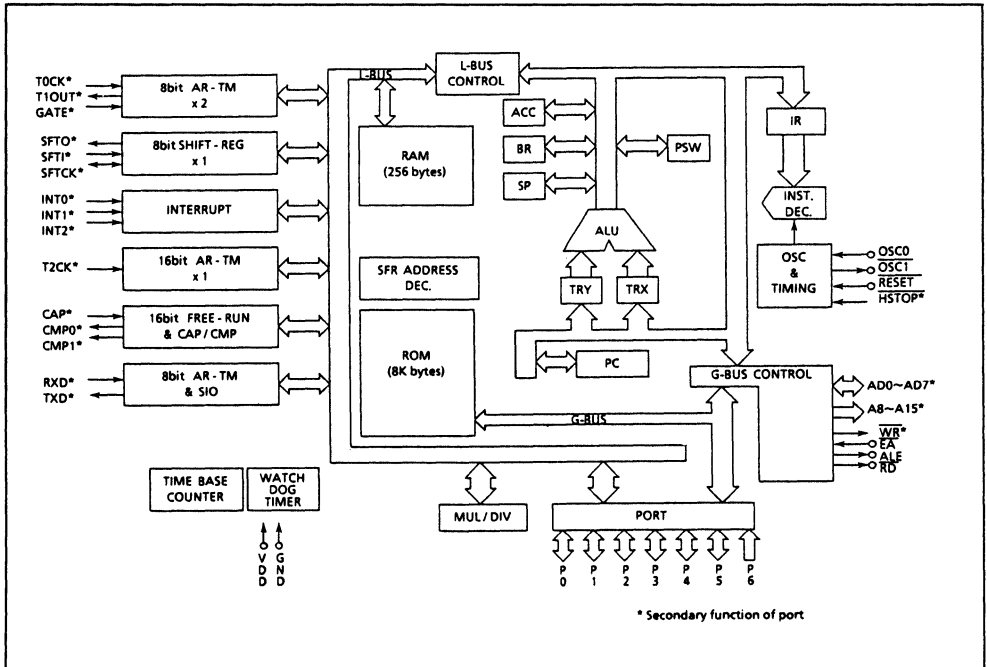 T0CK*
T1OUT*
GATE*
8bit AR - TM
x 2
SFTO*
SFTI*
SFTCK*
8bit SHIFT - REG
x 1
INT0*
INT1*
INT2*
INTERRUPT
T2CK*
16bit AR - TM
x 1
CAP*
CMP0*
CMP1*
16bit FREE - RUN
& CAP / CMP
RXD*
TXD*
8bit AR - TM
& SIO
TIME BASE
COUNTER
WATCH
DOG
TIMER
VDD
GND
L-BUS
L-BUS
CONTROL
RAM
(256 bytes)
SFR ADDRESS
DEC.
ROM
(8K bytes)
ACC
BR
SP
PSW
ALU
TRY
TRX
PC
G-BUS
IR
INST.
DEC.
OSC
&
TIMING
OSC0
OSC1
RESET
HSTOP*
G-BUS CONTROL
AD0~AD7*
A8~A15*
WR*
EA
ALE
RD
MUL / DIV
PORT
P0
P1
P2
P3
P4
P5
P6
* Secondary function of port